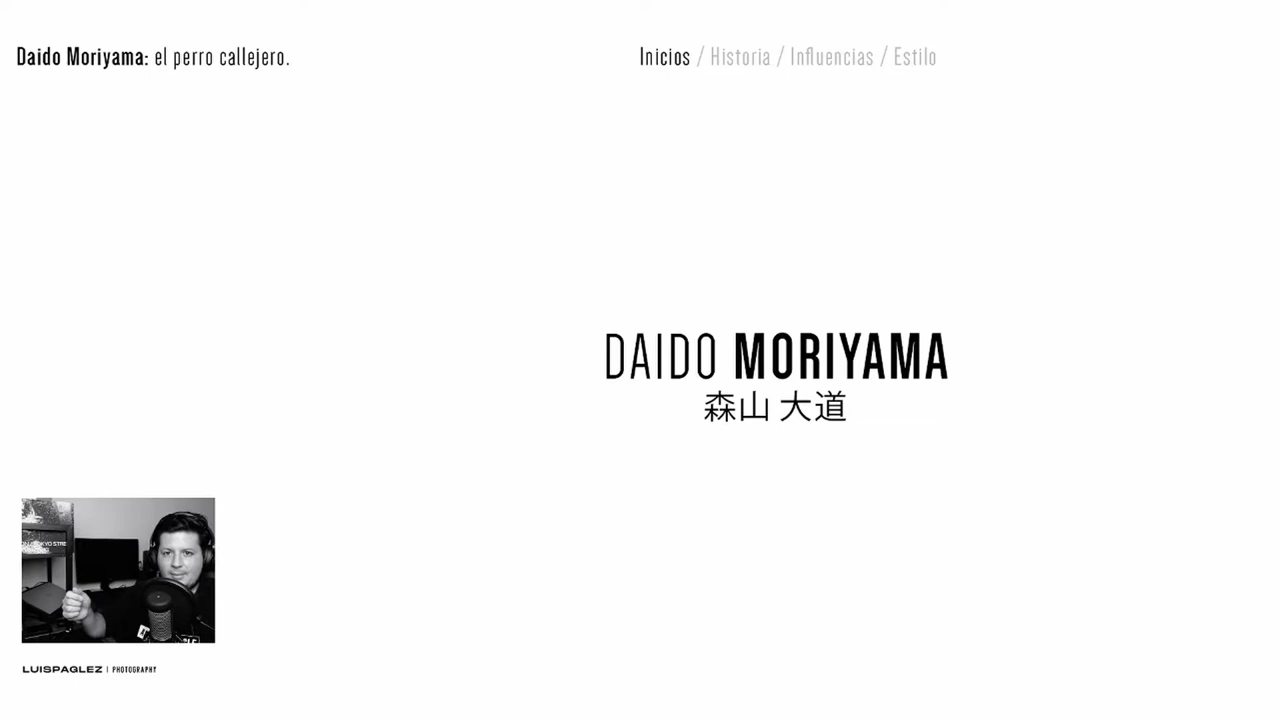 Daido Moriyama: el perro callejero.
Inicios / Historia / Influencias / Estilo
DAIDO MORIYAMA
森山 大道
LUISPAGLEZ | PHOTOGRAPHY